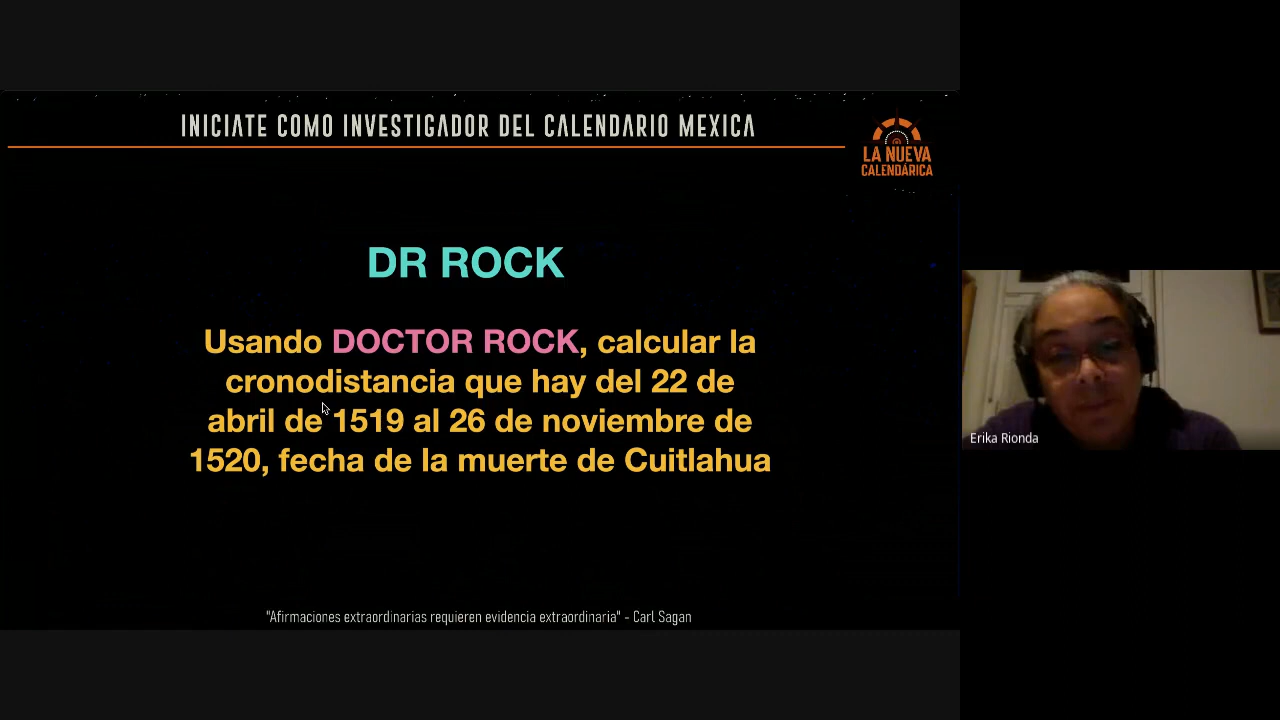 INICIATE COMO INVESTIGADOR DEL CALENDARIO MEXICA
LA NUEVA
CALENDÁRICA
DR ROCK
Usando DOCTOR ROCK, calcular la
cronodistancia que hay del 22 de
abril de 1519 al 26 de noviembre de
1520, fecha de la muerte de Cuitlahua
"Afirmaciones extraordinarias requieren evidencia extraordinaria" - Carl Sagan
Erika Rionda